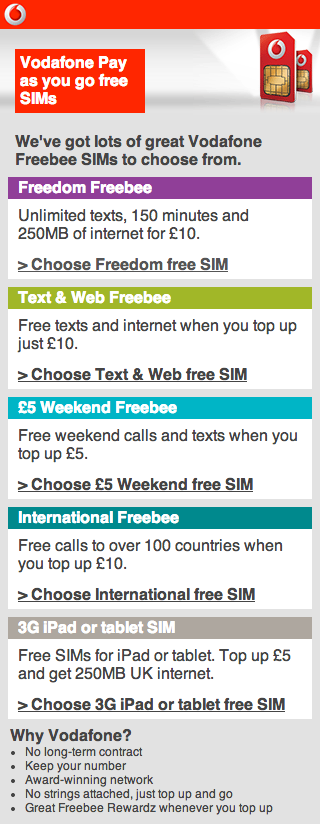 Vodafone Pay
as you go free
SIMs
We've got lots of great Vodafone
Freebee SIMs to choose from.
Freedom Freebee
Unlimited texts, 150 minutes and
250MB of internet for £10.
> Choose Freedom free SIM
Text & Web Freebee
Free texts and internet when you top up
just £10.
> Choose Text & Web free SIM
£5 Weekend Freebee
Free weekend calls and texts when you
top up £5.
> Choose £5 Weekend free SIM
International Freebee
Free calls to over 100 countries when
you top up £10.
> Choose International free SIM
3G iPad or tablet SIM
Free SIMs for iPad or tablet. Top up £5
and get 250MB UK internet.
> Choose 3G iPad or tablet free SIM
Why Vodafone?
• No long-term contract
• Keep your number
• Award-winning network
• No strings attached, just top up and go
• Great Freebee Rewardz whenever you top up